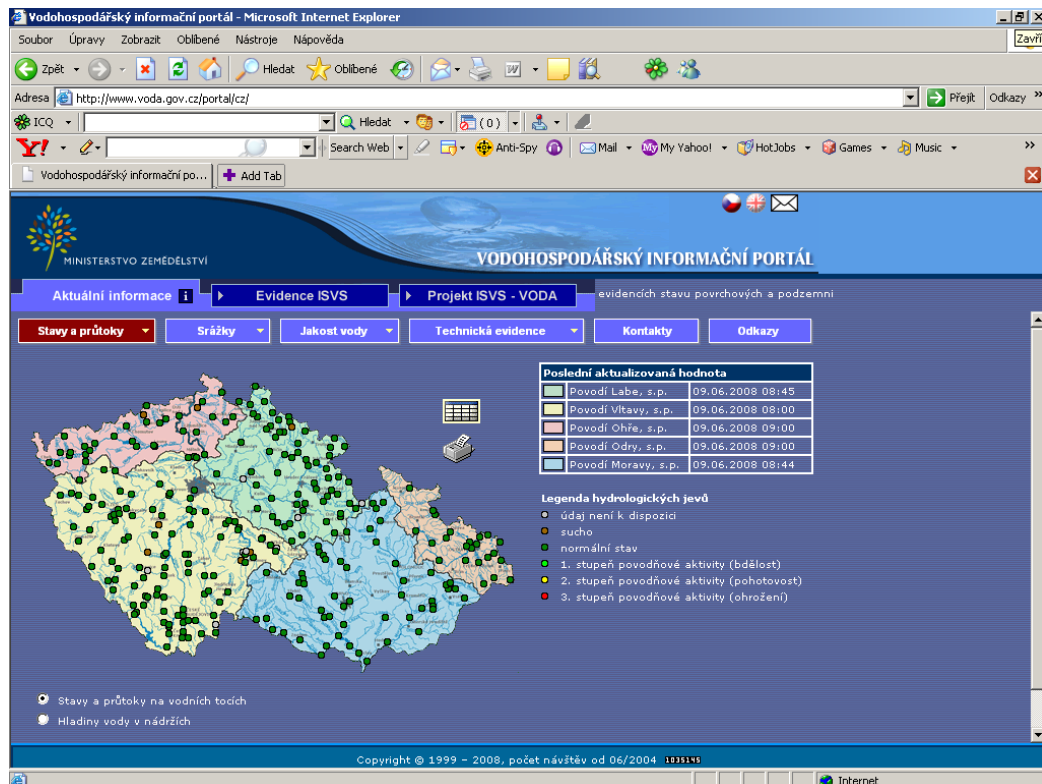 Vodohospodářský informační portál - Microsoft Internet Explorer
Soubor Úpravy Zobrazit Oblíbené Nástroje Nápověda
Zavří
Zpět Hledat Oblíbené
Adresa http://www.voda.gov.cz/portal/cz/ Přejít Odkazy »
ICQ Hledat (0)
Y! Search Web Anti-Spy Mail My Yahoo! HotJobs Games Music »
Vodohospodářský informační po... Add Tab
MINISTERSTVO ZEMĚDĚLSTVÍ
VODOHOSPODÁŘSKÝ INFORMAČNÍ PORTÁL
Aktuální informace i Evidence ISVS Projekt ISVS - VODA evidencích stavu povrchových a podzemni
Stavy a průtoky Srážky Jakost vody Technická evidence Kontakty Odkazy
Poslední aktualizovaná hodnota
Povodí Labe, s.p. 09.06.2008 08:45
Povodí Vltavy, s.p. 09.06.2008 08:00
Povodí Ohře, s.p. 09.06.2008 09:00
Povodí Odry, s.p. 09.06.2008 09:00
Povodí Moravy, s.p. 09.06.2008 08:44
Legenda hydrologických jevů
údaj není k dispozici
sucho
normální stav
1. stupeň povodňové aktivity (bdělost)
2. stupeň povodňové aktivity (pohotovost)
3. stupeň povodňové aktivity (ohrožení)
Stavy a průtoky na vodních tocích
Hladiny vody v nádržích
Copyright © 1999 - 2008, počet návštěv od 06/2004 1035145
Internet